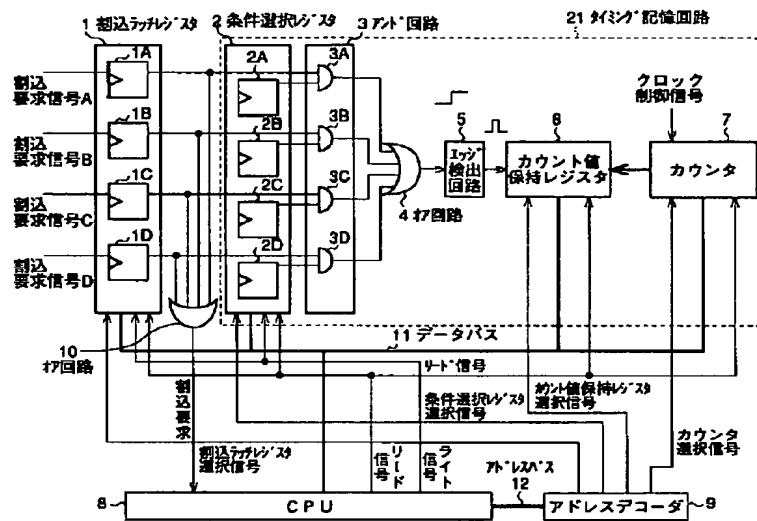 21 タイミング記憶回路
1 割込ラッチレジスタ
2 条件選択レジスタ
3 アンド回路
1A
2A
3A
割込
要求信号A
クロック
制御信号
1B
2B
3B
割込
要求信号B
5
エッジ
検出
回路
6
カウント値
保持レジスタ
7
カウンタ
1C
2C
3C
割込
要求信号C
4 オア回路
1D
2D
3D
割込
要求信号D
11 データバス
10
オア回路
リード信号
割込要求
条件選択レジスタ
選択信号
カウント値保持レジスタ
選択信号
カウンタ
選択信号
割込ラッチレジスタ
選択信号
リード
信号
ライト
信号
アドレスバス
12
8
CPU
アドレスデコーダ
9